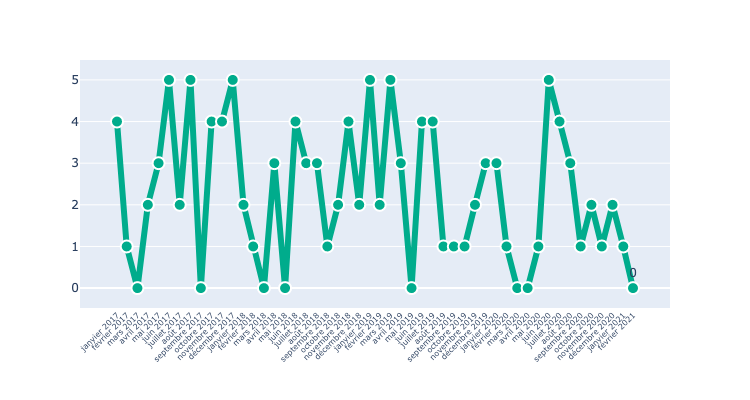 5
4
3
2
1
0
0
janvier 2017
février 2017
mars 2017
avril 2017
mai 2017
juin 2017
juillet 2017
août 2017
septembre 2017
octobre 2017
novembre 2017
décembre 2017
janvier 2018
février 2018
mars 2018
avril 2018
mai 2018
juin 2018
juillet 2018
août 2018
septembre 2018
octobre 2018
novembre 2018
décembre 2018
janvier 2019
février 2019
mars 2019
avril 2019
mai 2019
juin 2019
juillet 2019
août 2019
septembre 2019
octobre 2019
novembre 2019
décembre 2019
janvier 2020
février 2020
mars 2020
avril 2020
mai 2020
juin 2020
juillet 2020
août 2020
septembre 2020
octobre 2020
novembre 2020
décembre 2020
janvier 2021
février 2021